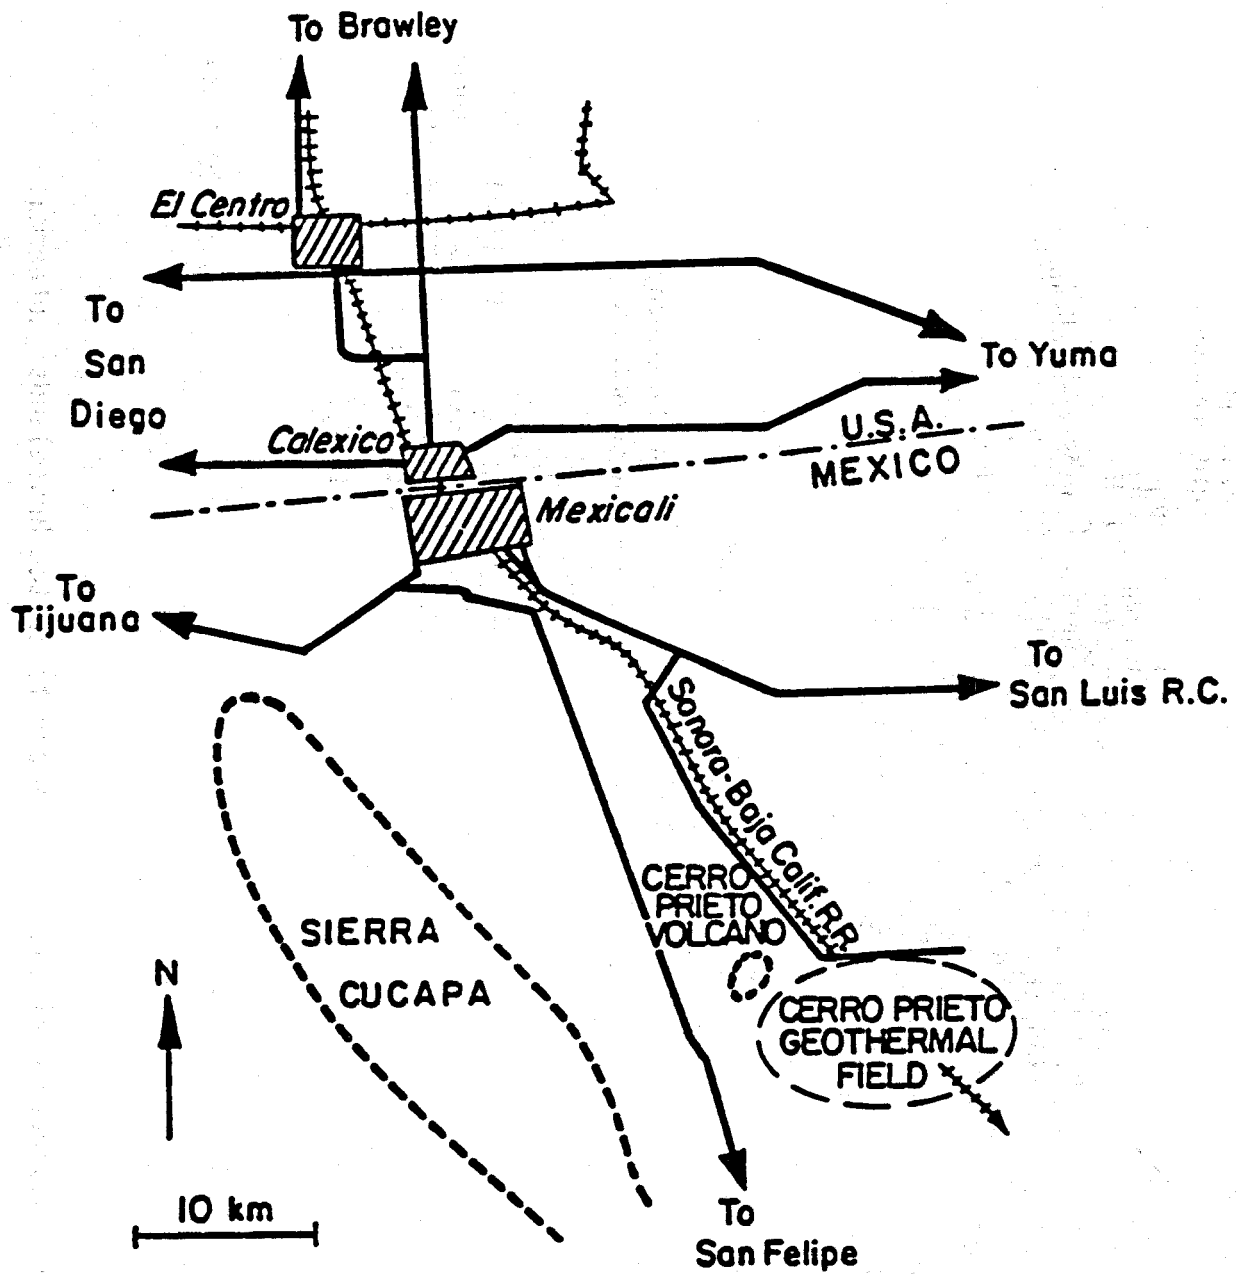 To Brawley
El Centro
To
San
Diego
To Yuma
Calexico
U.S.A.
MEXICO
Mexicali
To
Tijuana
To
San Luis R.C.
Sonora-Baja Calif. R.R.
CERRO
PRIETO
VOLCANO
SIERRA
CUCAPA
N
CERRO PRIETO
GEOTHERMAL
FIELD
10 km
To
San Felipe